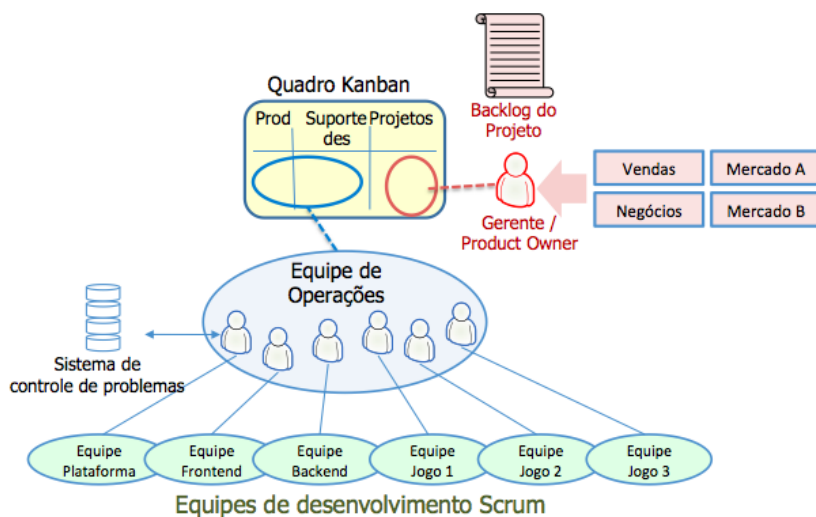 Quadro Kanban
Prod Suporte Projetos
des
Backlog do
Projeto
Vendas
Mercado A
Negócios
Mercado B
Gerente /
Product Owner
Equipe de
Operações
Sistema de
controle de problemas
Equipe
Plataforma
Equipe
Frontend
Equipe
Backend
Equipe
Jogo 1
Equipe
Jogo 2
Equipe
Jogo 3
Equipes de desenvolvimento Scrum